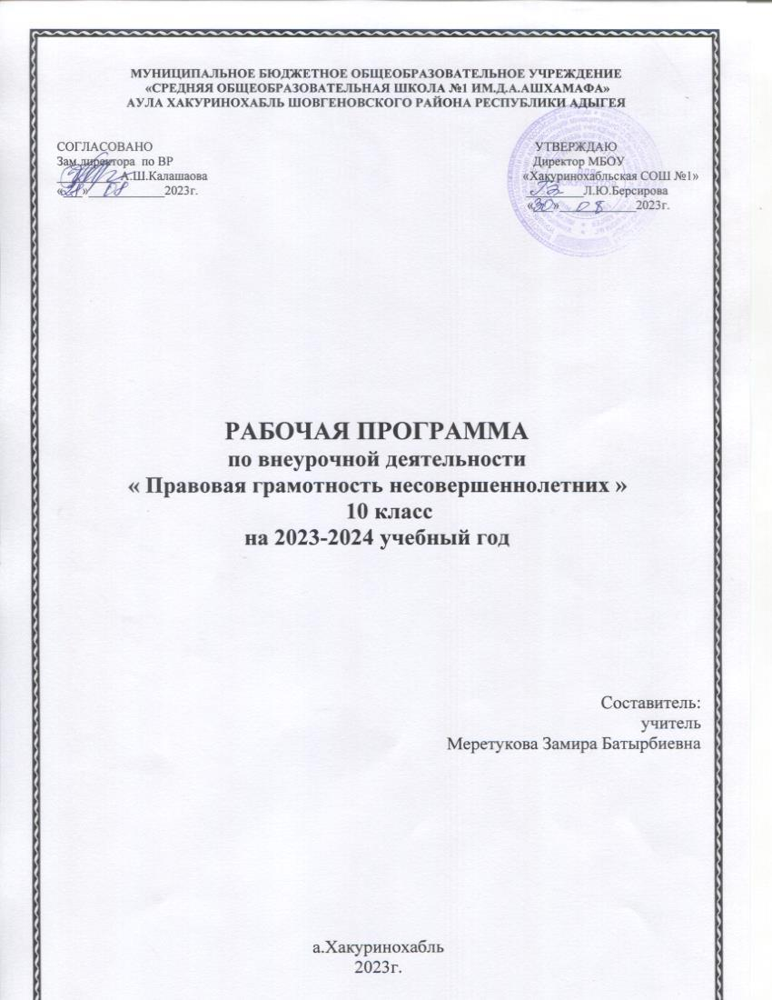 МУНИЦИПАЛЬНОЕ БЮДЖЕТНОЕ ОБЩЕОБРАЗОВАТЕЛЬНОЕ УЧРЕЖДЕНИЕ
«СРЕДНЯЯ ОБЩЕОБРАЗОВАТЕЛЬНАЯ ШКОЛА №1 ИМ.Д.А.АШХАМАФА»
АУЛА ХАКУРИНОХАБЛЬ ШОВГЕНОВСКОГО РАЙОНА РЕСПУБЛИКИ АДЫГЕЯ
СОГЛАСОВАНО
Зам.директора по ВР
А.Ш.Калашаова
«28» 08 2023г.
УТВЕРЖДАЮ
Директор МБОУ
«Хакуринохабльская СОШ №1»
Л.Ю.Берсирова
«30» 08 2023г.
РАБОЧАЯ ПРОГРАММА
по внеурочной деятельности
« Правовая грамотность несовершеннолетних »
10 класс
на 2023-2024 учебный год
Составитель:
учитель
Меретукова Замира Батырбиевна
а.Хакуринохабль
2023г.